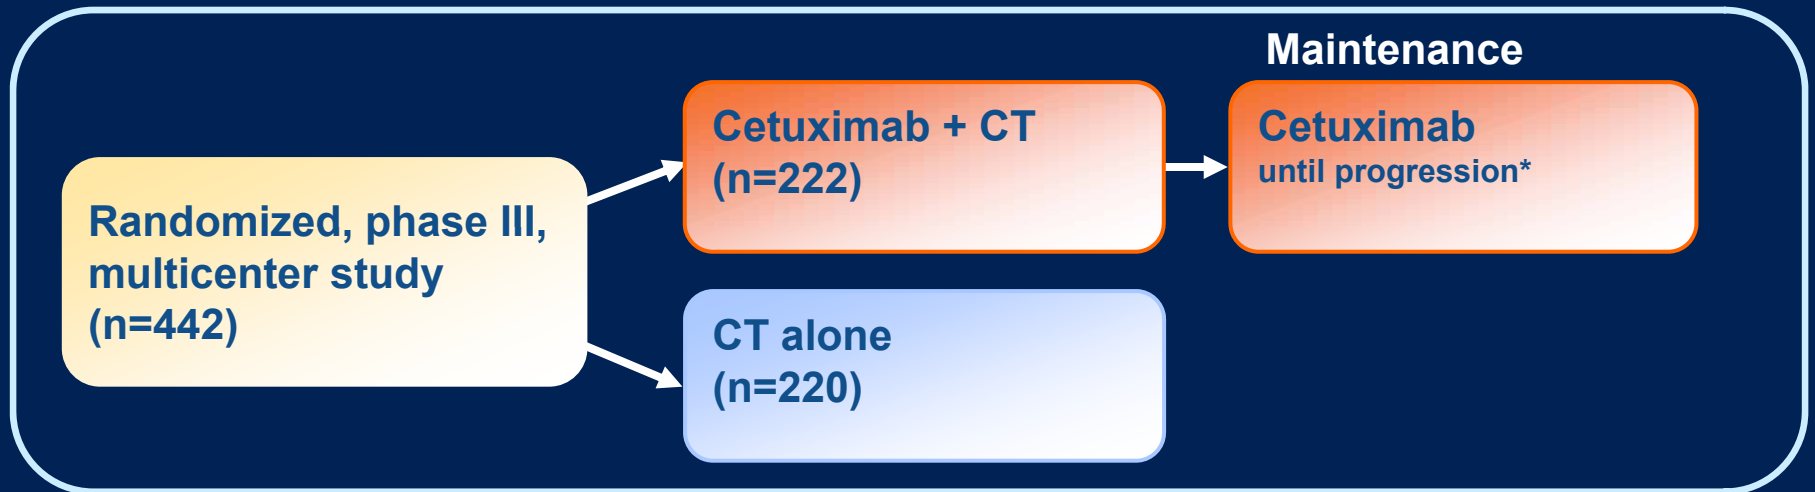 Randomized, phase III,
multicenter study
(n=442)
Cetuximab + CT
(n=222)
Maintenance
Cetuximab
until progression*
CT alone
(n=220)